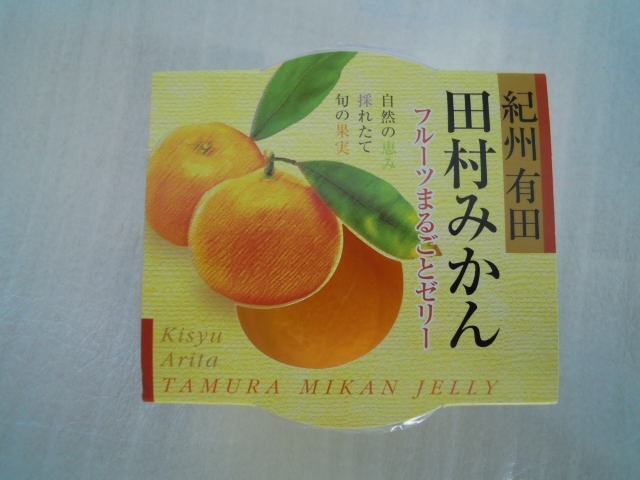 紀州有田
田村みかん
フルーツまるごとゼリー
自然の恵み
採れたて
旬の果実
Kisyu
Arita
TAMURA MIKAN JELLY